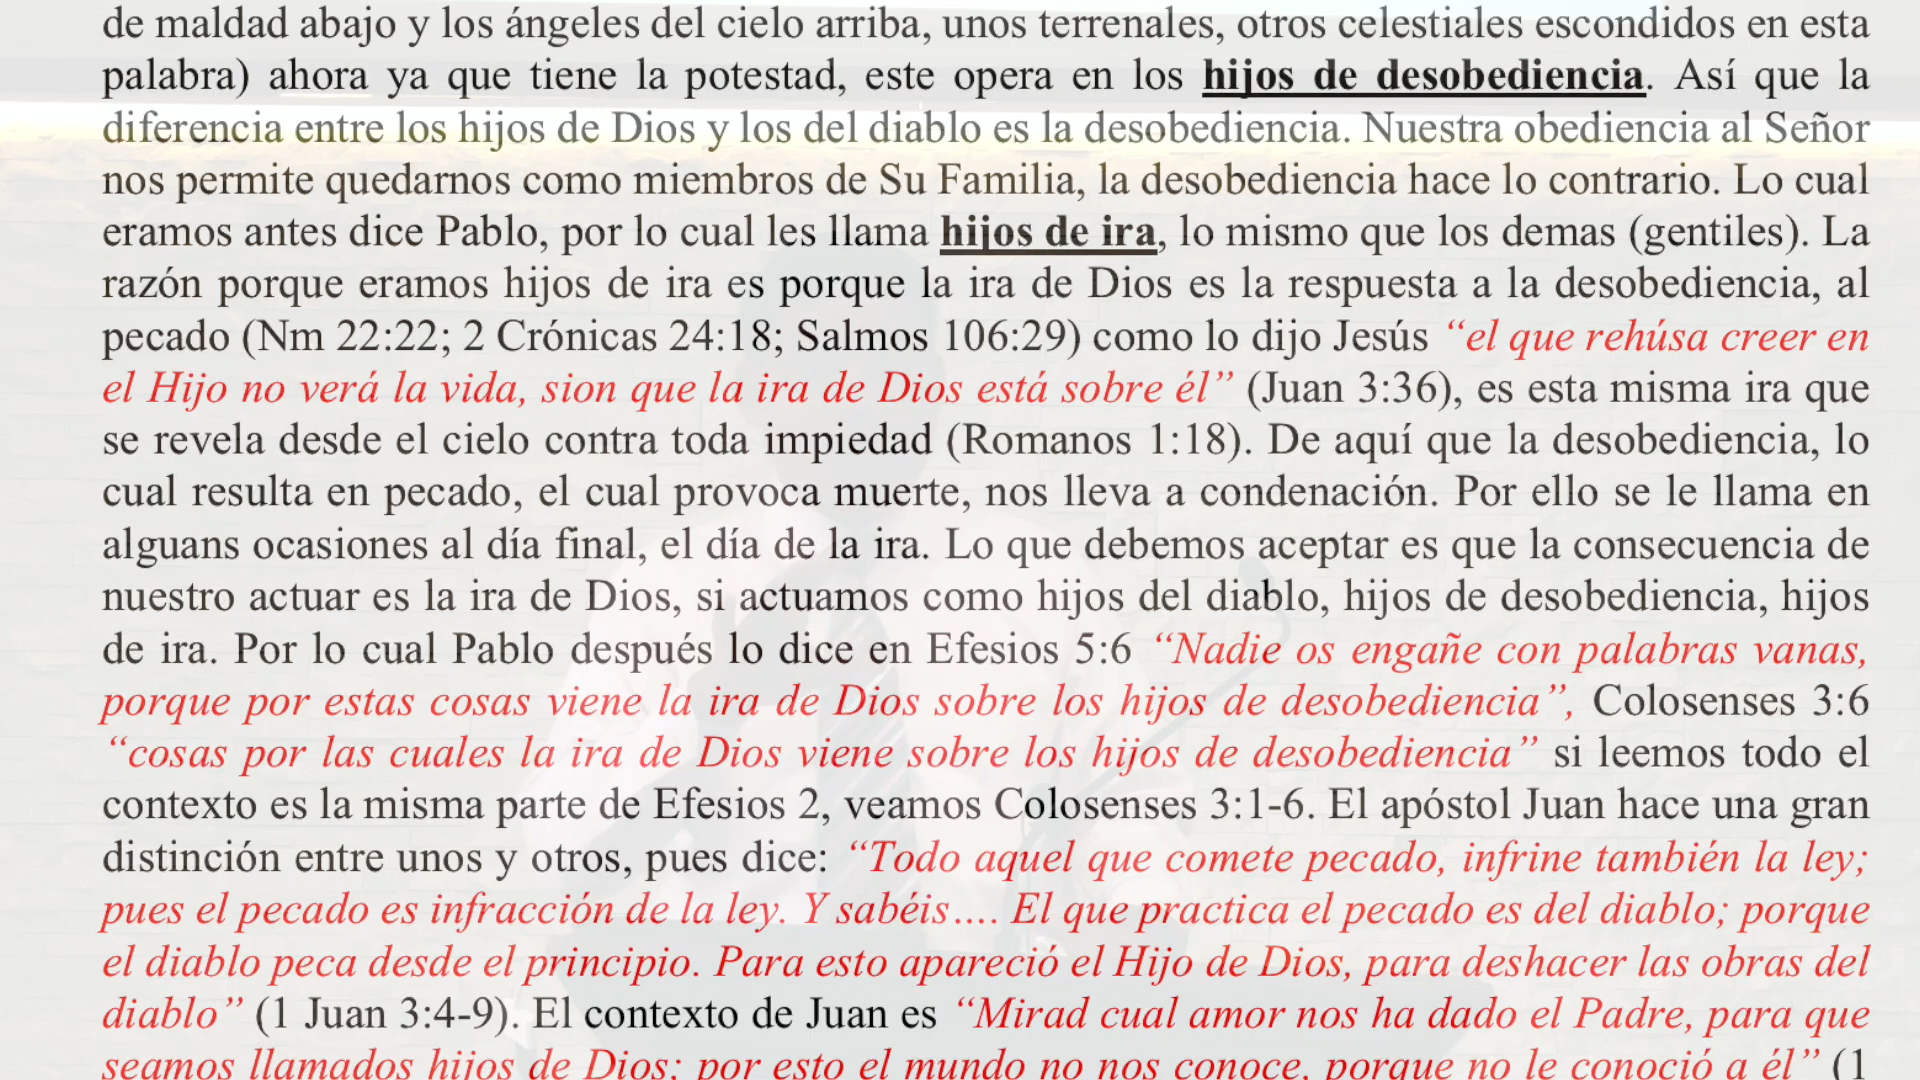 de maldad abajo y los ángeles del cielo arriba, unos terrenales, otros celestiales escondidos en esta
palabra) ahora ya que tiene la potestad, este opera en los hijos de desobediencia. Así que la
diferencia entre los hijos de Dios y los del diablo es la desobediencia. Nuestra obediencia al Señor
nos permite quedarnos como miembros de Su Familia, la desobediencia hace lo contrario. Lo cual
eramos antes dice Pablo, por lo cual les llama hijos de ira, lo mismo que los demas (gentiles). La
razón porque eramos hijos de ira es porque la ira de Dios es la respuesta a la desobediencia, al
pecado (Nm 22:22; 2 Crónicas 24:18; Salmos 106:29) como lo dijo Jesús “el que rehúsa creer en
el Hijo no verá la vida, sion que la ira de Dios está sobre él” (Juan 3:36), es esta misma ira que
se revela desde el cielo contra toda impiedad (Romanos 1:18). De aquí que la desobediencia, lo
cual resulta en pecado, el cual provoca muerte, nos lleva a condenación. Por ello se le llama en
alguans ocasiones al día final, el día de la ira. Lo que debemos aceptar es que la consecuencia de
nuestro actuar es la ira de Dios, si actuamos como hijos del diablo, hijos de desobediencia, hijos
de ira. Por lo cual Pablo después lo dice en Efesios 5:6 “Nadie os engañe con palabras vanas,
porque por estas cosas viene la ira de Dios sobre los hijos de desobediencia”, Colosenses 3:6
“cosas por las cuales la ira de Dios viene sobre los hijos de desobediencia” si leemos todo el
contexto es la misma parte de Efesios 2, veamos Colosenses 3:1-6. El apóstol Juan hace una gran
distinción entre unos y otros, pues dice: “Todo aquel que comete pecado, infrine también la ley;
pues el pecado es infracción de la ley. Y sabéis…. El que practica el pecado es del diablo; porque
el diablo peca desde el principio. Para esto apareció el Hijo de Dios, para deshacer las obras del
diablo” (1 Juan 3:4-9). El contexto de Juan es “Mirad cual amor nos ha dado el Padre, para que
seamos llamados hijos de Dios; por esto el mundo no nos conoce, porque no le conoció a él” (1